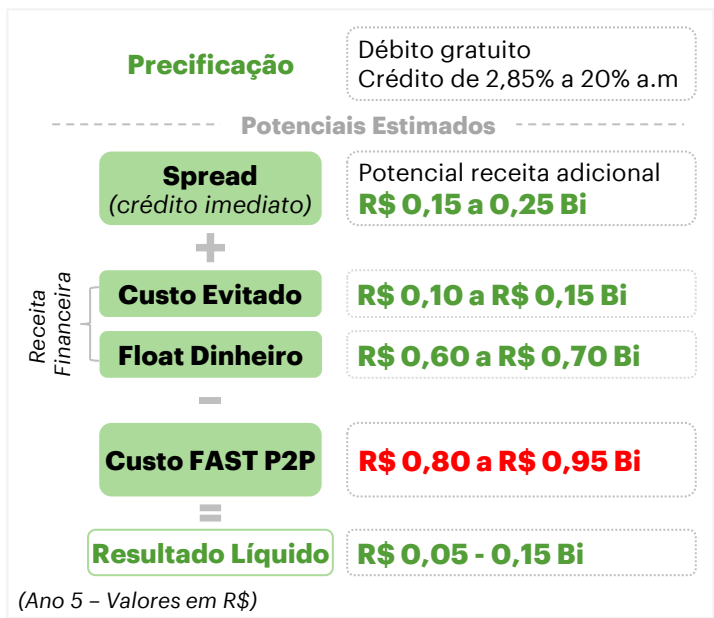 Precificação
Débito gratuito
Crédito de 2,85% a 20% a.m
Potenciais Estimados
Spread
(crédito imediato)
Potencial receita adicional
R$ 0,15 a 0,25 Bi
+
Receita
Financeira
Custo Evitado
R$ 0,10 a R$ 0,15 Bi
Float Dinheiro
R$ 0,60 a R$ 0,70 Bi
-
Custo FAST P2P
R$ 0,80 a R$ 0,95 Bi
=
Resultado Líquido
R$ 0,05 - 0,15 Bi
(Ano 5 – Valores em R$)